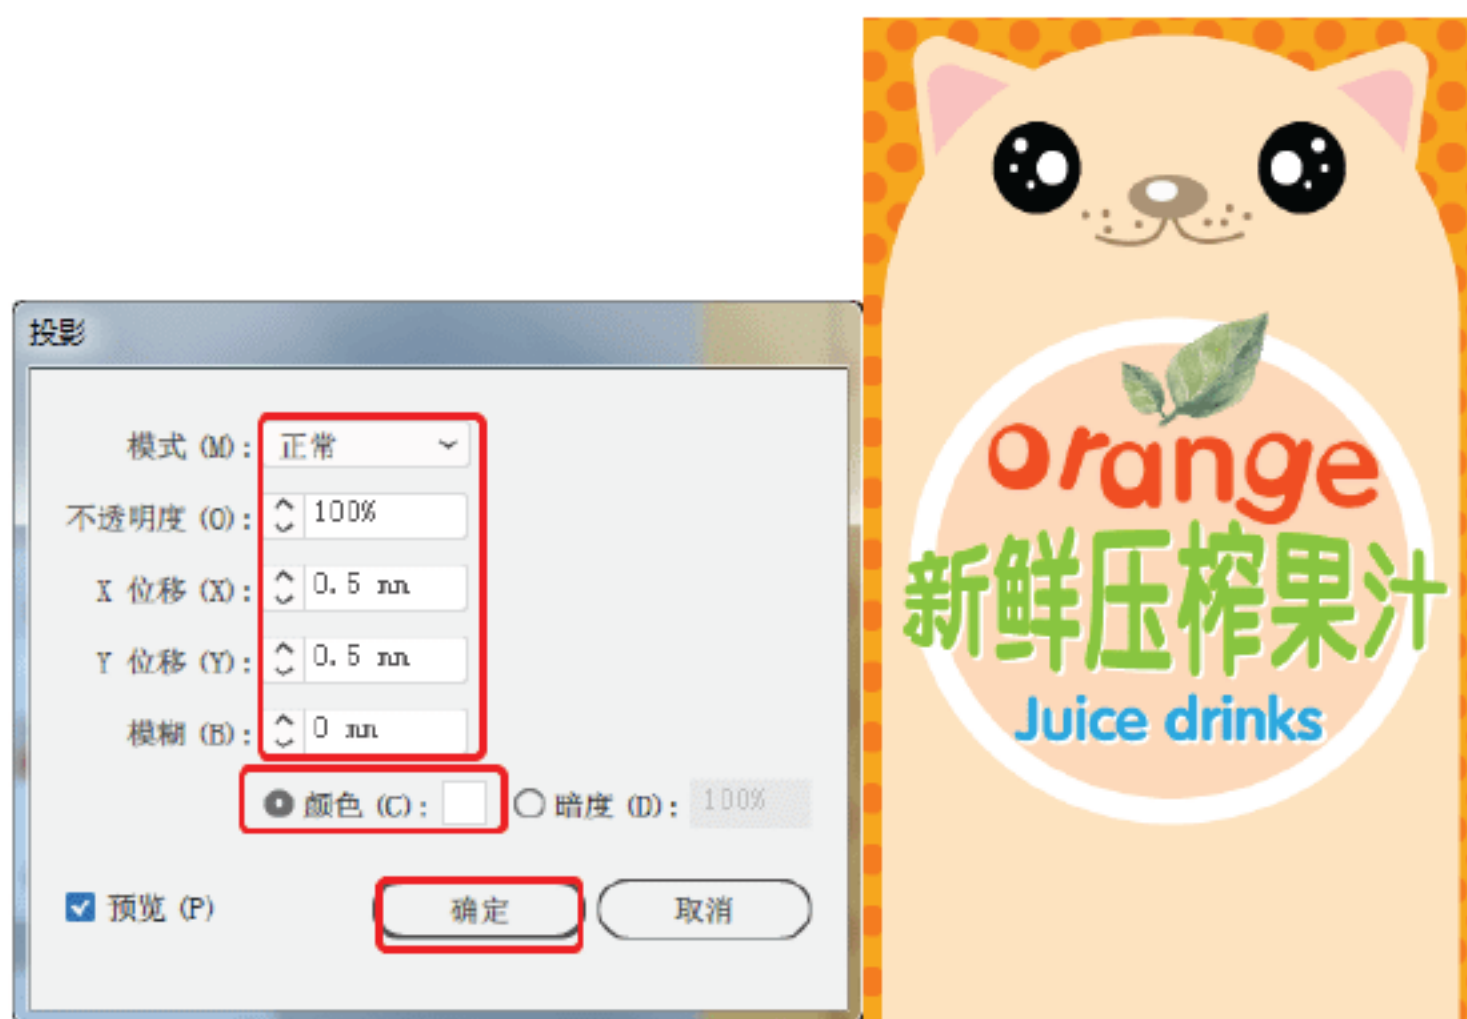 投影
模式 (M)：正常
不透明度 (O)：100%
X 位移 (X)：0.5 mm
Y 位移 (Y)：0.5 mm
模糊 (B)：0 mm
颜色 (C)： 暗度 (D)：100%
预览 (P) 确定 取消
orange
新鲜压榨果汁
Juice drinks